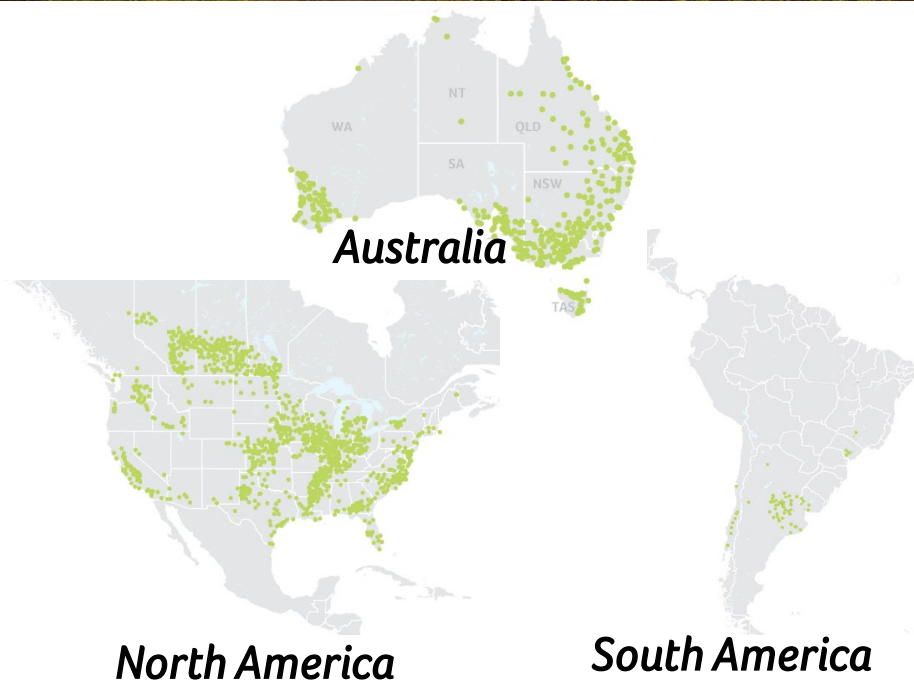 NT
WA
QLD
SA
NSW
Australia
TAS
North America
South America